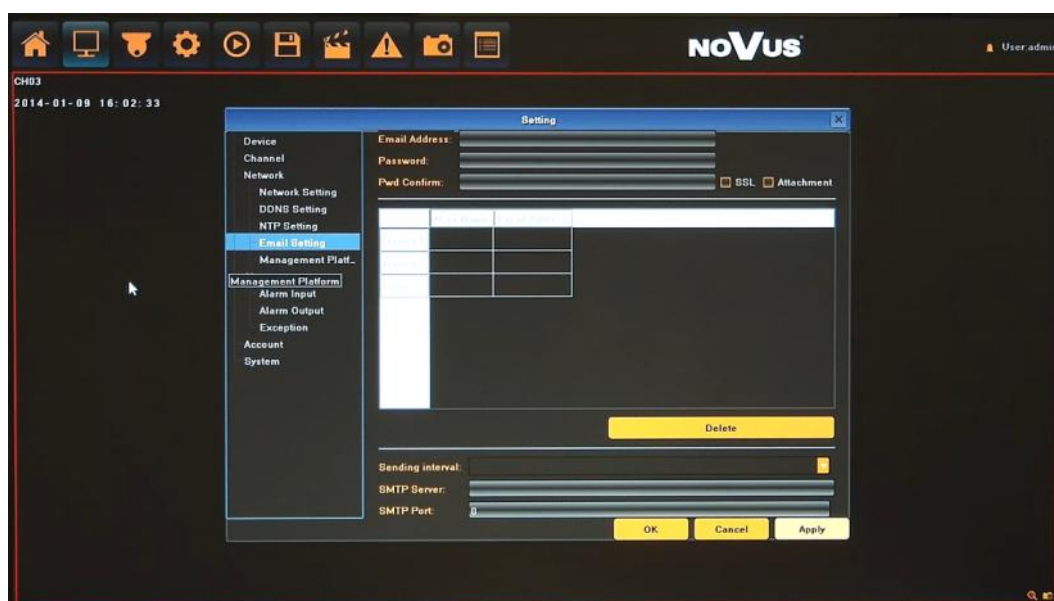 NOVUS
User:admi
CH03
2014-01-09 16:02:33
Setting
Device
Channel
Network
Network Setting
DDNS Setting
NTP Setting
Email Setting
Management Platf_
Management Platform
Alarm Input
Alarm Output
Exception
Account
System
Email Address:
Password:
Pwd Confirm:
SSL
Attachment
Delete
Sending interval:
SMTP Server:
SMTP Port:
0
OK
Cancel
Apply